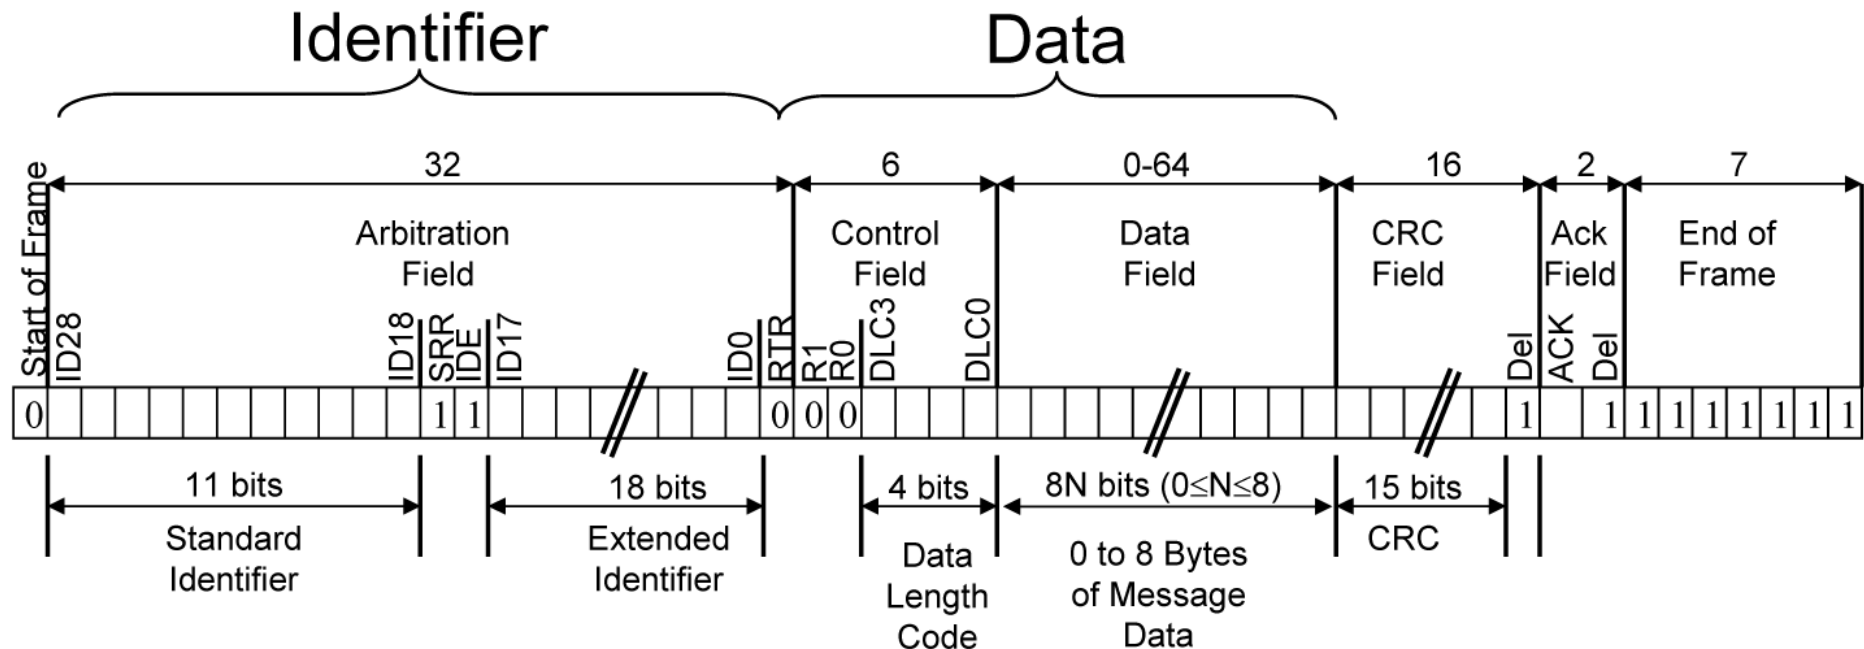 Identifier
Data
32
6
0-64
16
2
7
Start of Frame
Arbitration
Field
Control
Field
Data
Field
CRC
Field
Ack
Field
End of
Frame
ID28
ID18
SRR
IDE
ID17
ID0
RTR
R1
R0
DLC3
DLC0
Del
ACK
Del
0 1 1 0 0 0 1 1 1 1 1 1 1 1 1
11 bits
Standard
Identifier
18 bits
Extended
Identifier
4 bits
Data
Length
Code
8N bits (0≤N≤8)
0 to 8 Bytes
of Message
Data
15 bits
CRC